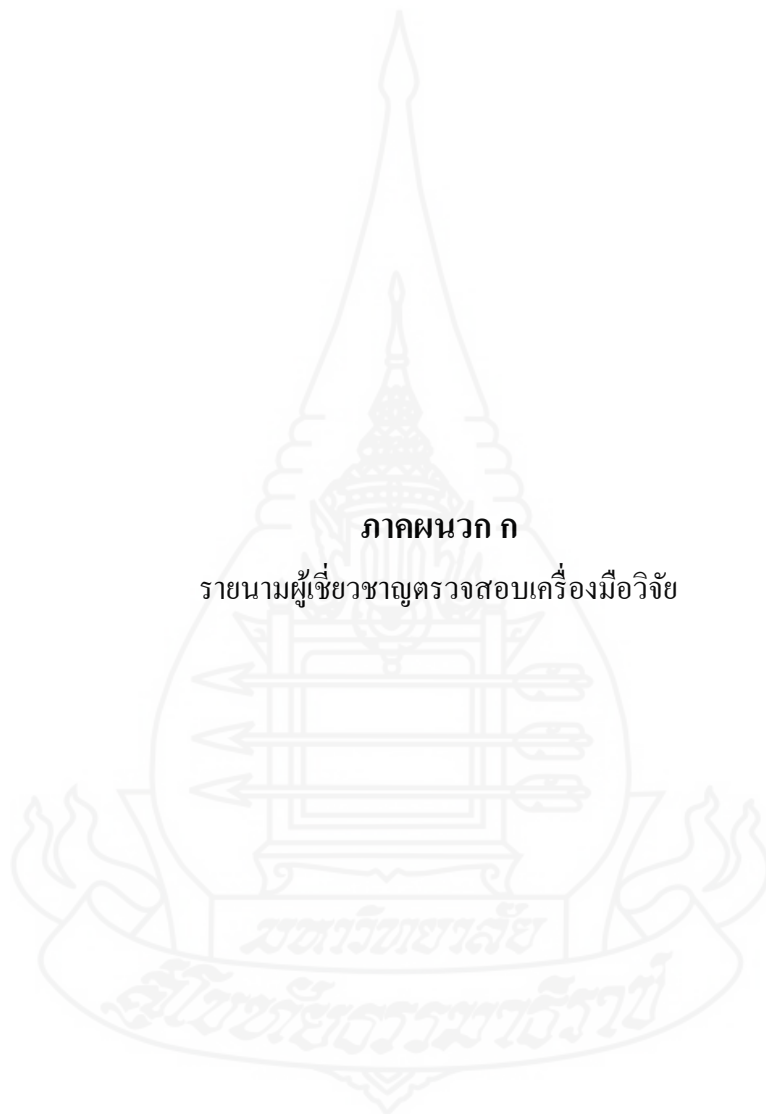 ภาคผนวก ก
รายนามผู้เชี่ยวชาญตรวจสอบเครื่องมือวิจัย
มหาวิทยาลัย
สุโขทัยธรรมาธิราช